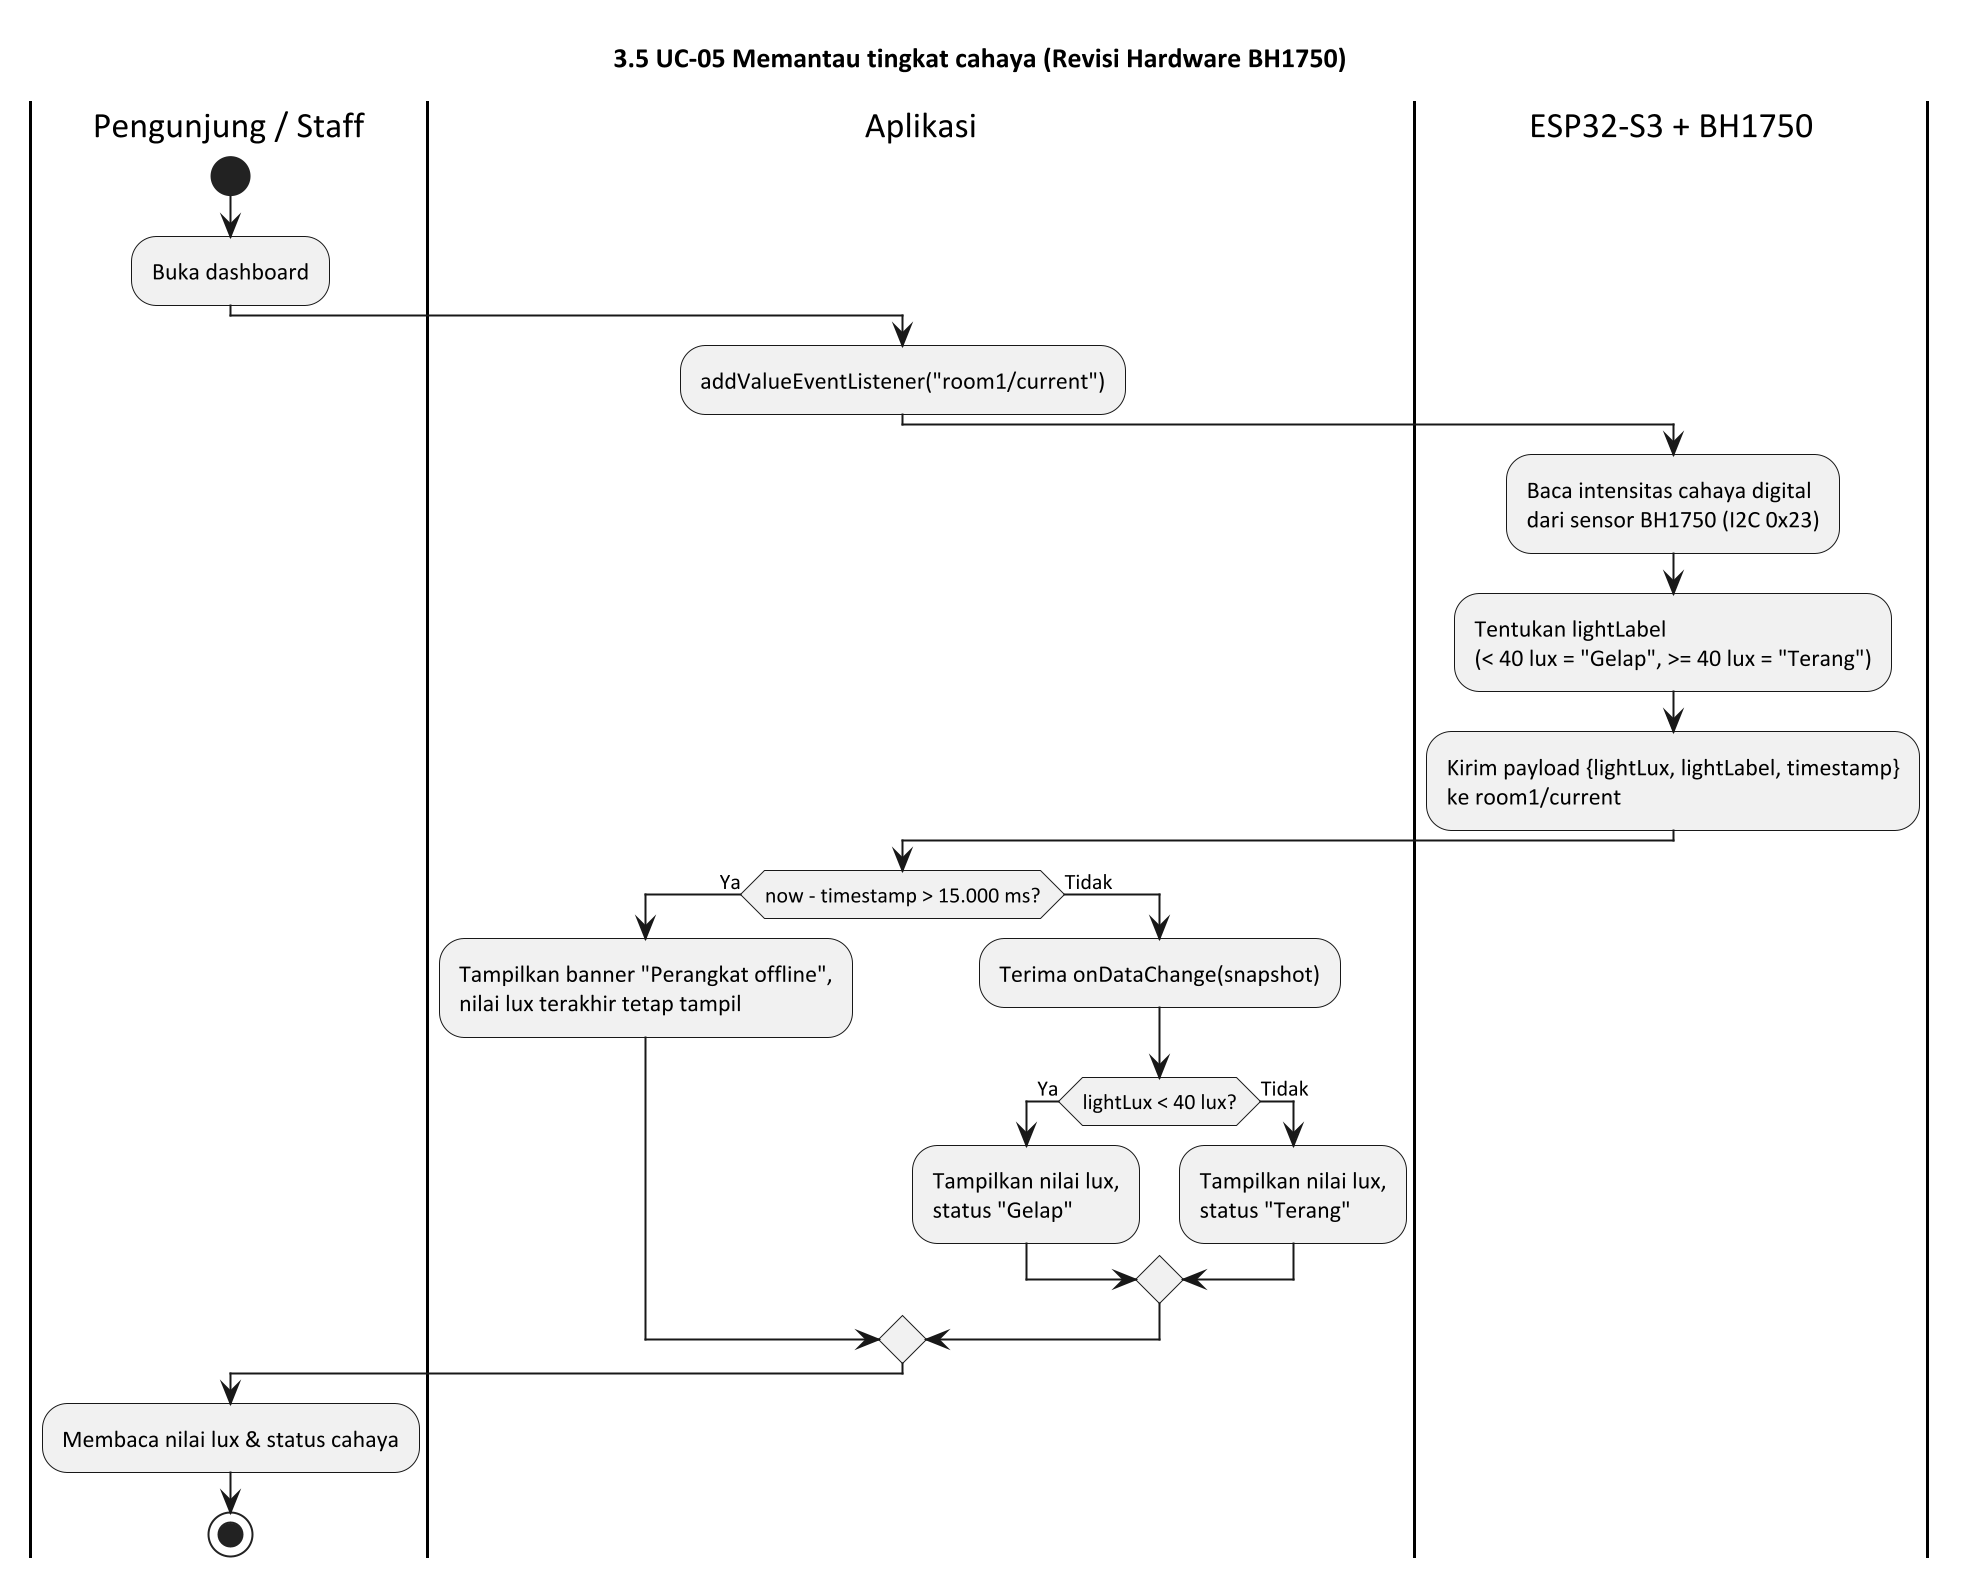 3.5 UC-05 Memantau tingkat cahaya (Revisi Hardware BH1750)
Pengunjung / Staff
Aplikasi
ESP32-S3 + BH1750
Buka dashboard
addValueEventListener("room1/current")
Baca intensitas cahaya digital
dari sensor BH1750 (I2C 0x23)
Tentukan lightLabel
(< 40 lux = "Gelap", >= 40 lux = "Terang")
Kirim payload {lightLux, lightLabel, timestamp}
ke room1/current
Ya
now - timestamp > 15.000 ms?
Tidak
Tampilkan banner "Perangkat offline",
nilai lux terakhir tetap tampil
Terima onDataChange(snapshot)
Ya
lightLux < 40 lux?
Tidak
Tampilkan nilai lux,
status "Gelap"
Tampilkan nilai lux,
status "Terang"
Membaca nilai lux & status cahaya